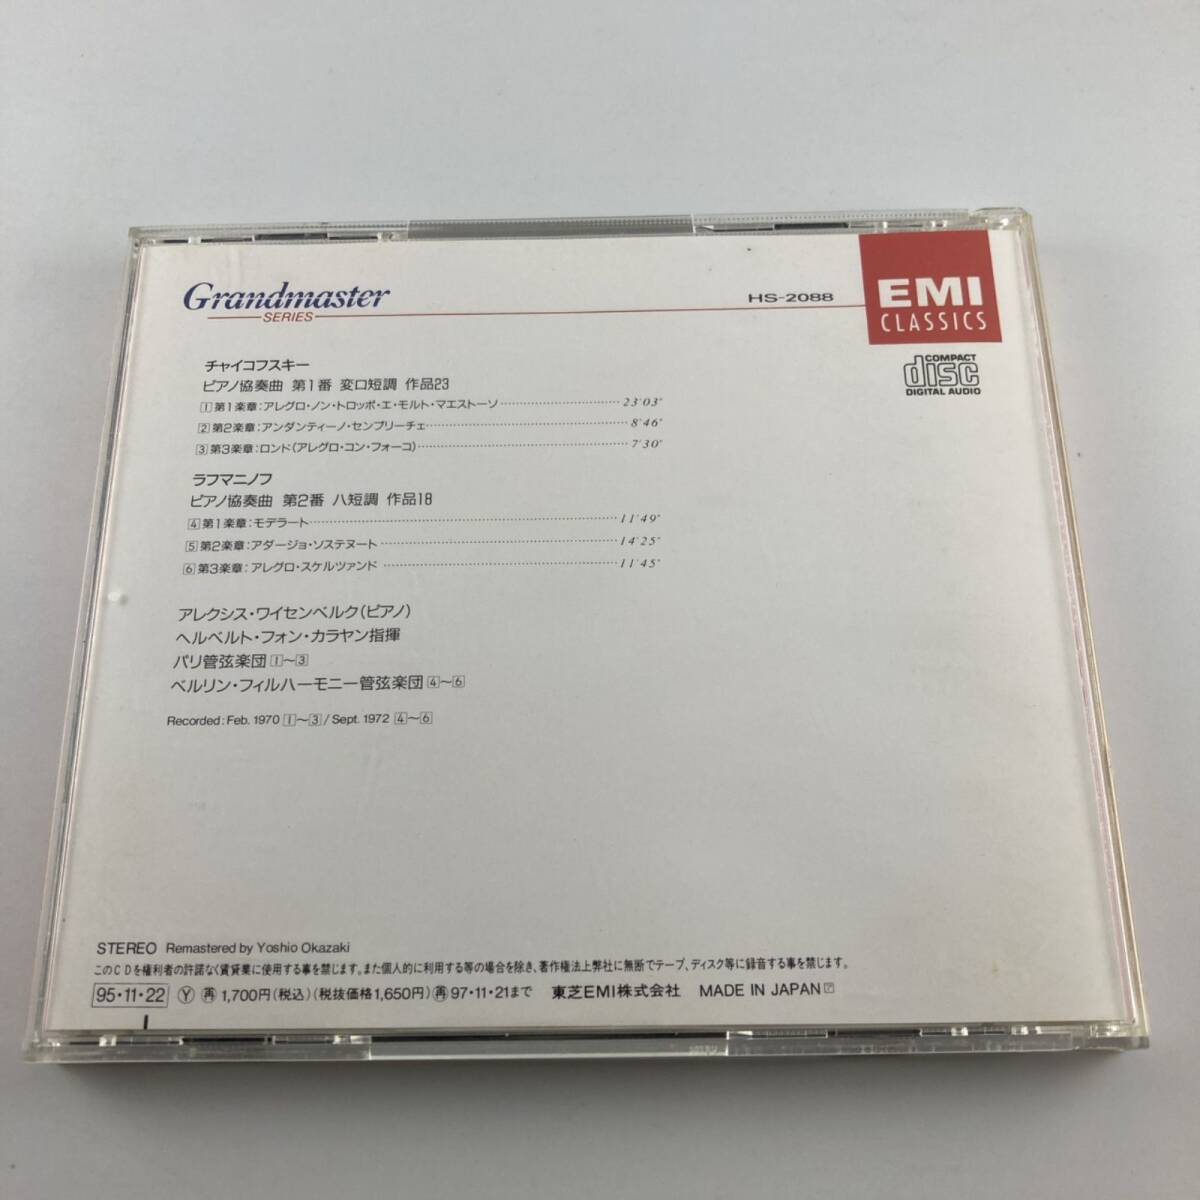 Grandmaster
SERIES
HS-2088
EMI
CLASSICS
COMPACT
disc
DIGITAL AUDIO
チャイコフスキー
ピアノ協奏曲 第1番 変ロ短調 作品23
1 第1楽章:アレグロ・ノン・トロッポ・エ・モルト・マエストーソ 23'03"
2 第2楽章:アンダンティーノ・センプリーチェ 8'46"
3 第3楽章:ロンド(アレグロ・コン・フォーコ) 7'30"
ラフマニノフ
ピアノ協奏曲 第2番 ハ短調 作品18
4 第1楽章:モデラート 11'49"
5 第2楽章:アダージョ・ソステヌート 14'25"
6 第3楽章:アレグロ・スケルツァンド 11'45"
アレクシス・ワイセンベルク(ピアノ)
ヘルベルト・フォン・カラヤン指揮
パリ管弦楽団 1〜3
ベルリン・フィルハーモニー管弦楽団 4〜6
Recorded: Feb. 1970 1〜3 / Sept. 1972 4〜6
STEREO Remastered by Yoshio Okazaki
このCDを権利者の許諾なく賃貸業に使用する事を禁じます。また個人的に利用する等の場合を除き、著作権法上弊社に無断でテープ、ディスク等に録音する事を禁じます。
95・11・22 Ⓨ ㊢再 1,700円(税込)(税抜価格1,650円) 再 97・11・21まで 東芝EMI株式会社 MADE IN JAPAN ア